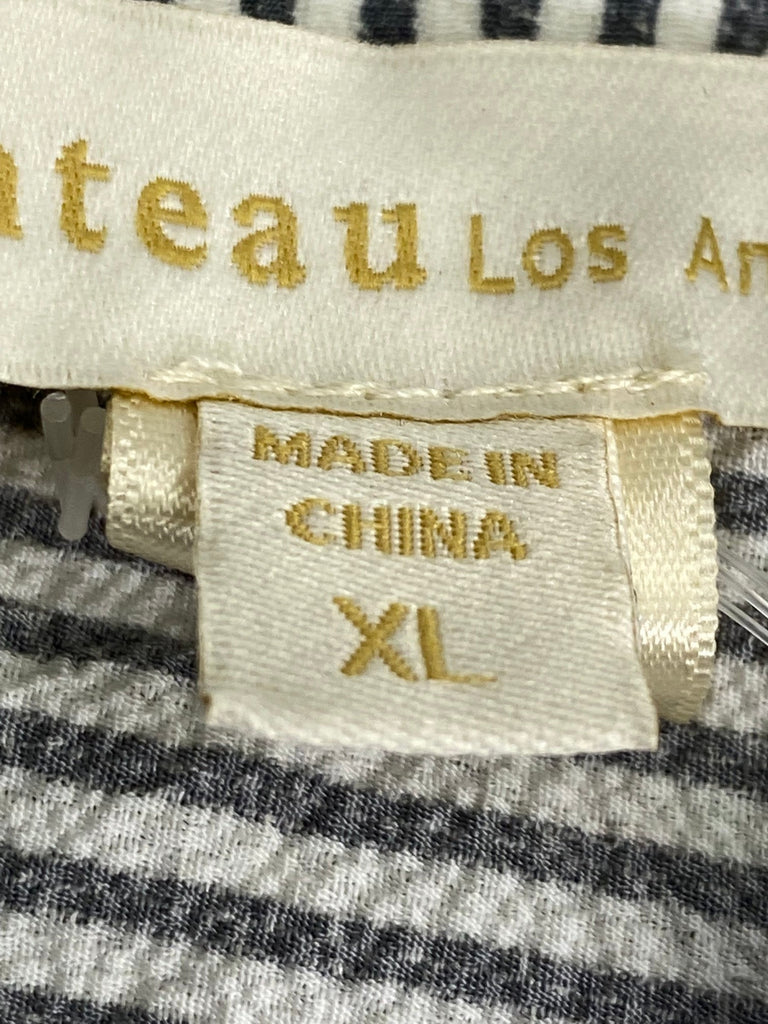 ateau Los An
MADE IN
CHINA
XL